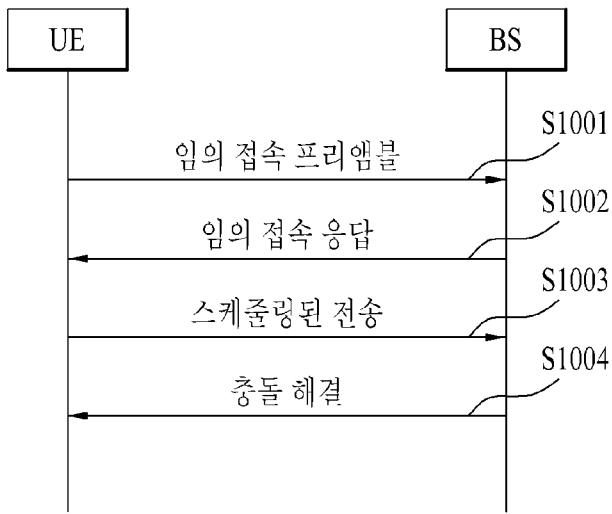 UE
BS
S1001
임의 접속 프리앰블
S1002
임의 접속 응답
S1003
스케줄링된 전송
S1004
충돌 해결